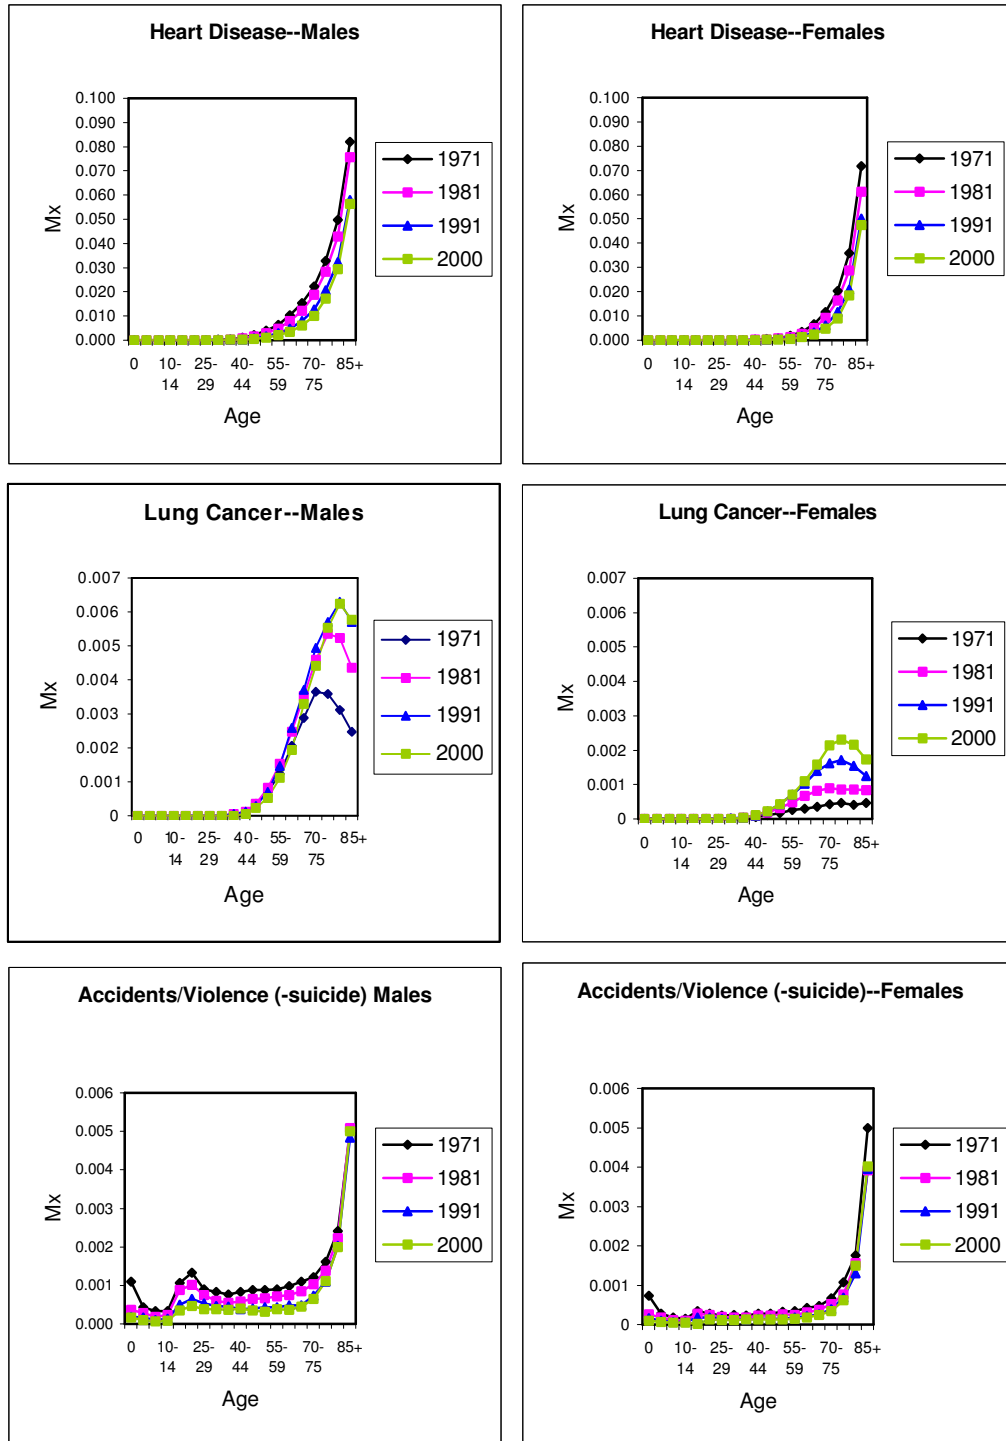 Heart Disease--Males
0.100
0.090
0.080
0.070
0.060
0.050
0.040
0.030
0.020
0.010
0.000
Mx
0 10- 25- 40- 55- 70- 85+
14 29 44 59 75
Age
1971
1981
1991
2000
Heart Disease--Females
0.100
0.090
0.080
0.070
0.060
0.050
0.040
0.030
0.020
0.010
0.000
Mx
0 10- 25- 40- 55- 70- 85+
14 29 44 59 75
Age
1971
1981
1991
2000
Lung Cancer--Males
0.007
0.006
0.005
0.004
0.003
0.002
0.001
0
Mx
0 10- 25- 40- 55- 70- 85+
14 29 44 59 75
Age
1971
1981
1991
2000
Lung Cancer--Females
0.007
0.006
0.005
0.004
0.003
0.002
0.001
0
Mx
0 10- 25- 40- 55- 70- 85+
14 29 44 59 75
Age
1971
1981
1991
2000
Accidents/Violence (-suicide) Males
0.006
0.005
0.004
0.003
0.002
0.001
0.000
Mx
0 10- 25- 40- 55- 70- 85+
14 29 44 59 75
Age
1971
1981
1991
2000
Accidents/Violence (-suicide)--Females
0.006
0.005
0.004
0.003
0.002
0.001
0
Mx
0 10- 25- 40- 55- 70- 85+
14 29 44 59 75
Age
1971
1981
1991
2000